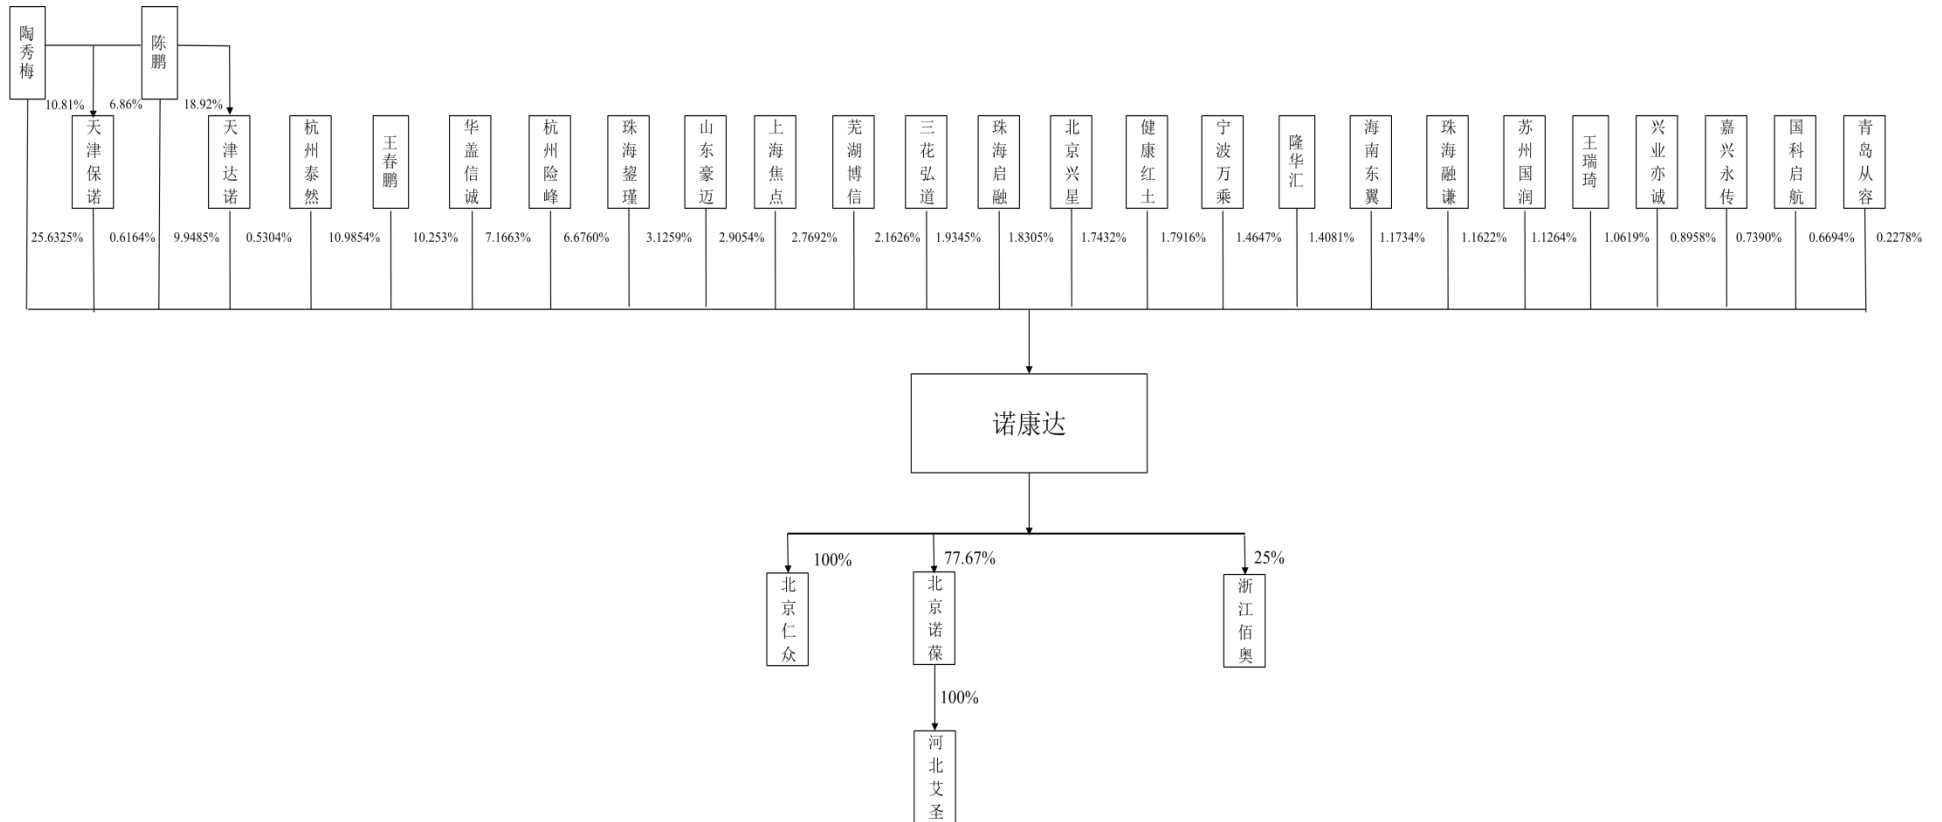 陶秀梅
陈鹏
10.81%
6.86%
18.92%
天津保诺
天津达诺
杭州泰然
王春鹏
华盖信诚
杭州险峰
珠海鋆瑾
山东豪迈
上海焦点
芜湖博信
三花弘道
珠海启融
北京兴星
健康红土
宁波万乘
隆华汇
海南东翼
珠海融谦
苏州国润
王瑞琦
兴业亦诚
嘉兴永传
国科启航
青岛从容
25.6325%
0.6164%
9.9485%
0.5304%
10.9854%
10.253%
7.1663%
6.6760%
3.1259%
2.9054%
2.7692%
2.1626%
1.9345%
1.8305%
1.7432%
1.7916%
1.4647%
1.4081%
1.1734%
1.1622%
1.1264%
1.0619%
0.8958%
0.7390%
0.6694%
0.2278%
诺康达
100%
77.67%
25%
北京仁众
北京诺葆
浙江佰奥
100%
河北艾圣